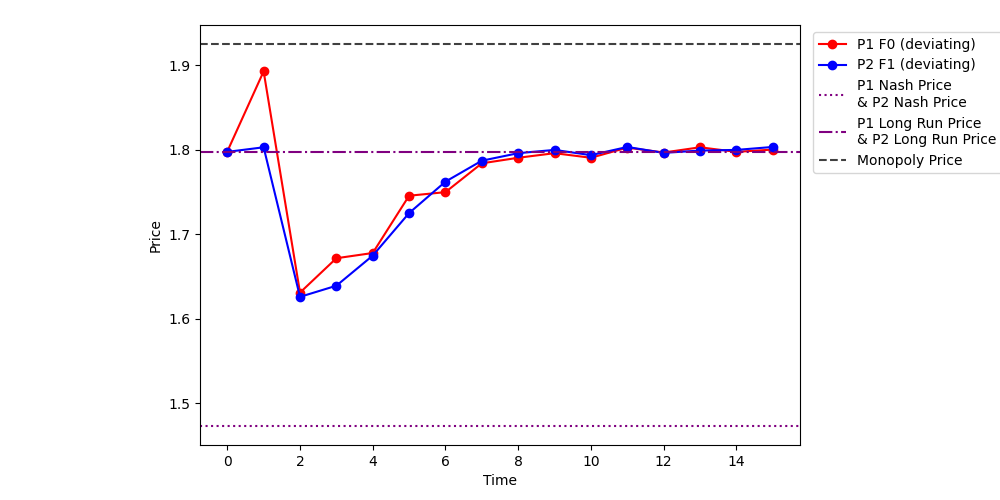 1.9
1.8
1.7
1.6
1.5
Price
0 2 4 6 8 10 12 14
Time
P1 F0 (deviating)
P2 F1 (deviating)
P1 Nash Price
& P2 Nash Price
P1 Long Run Price
& P2 Long Run Price
Monopoly Price